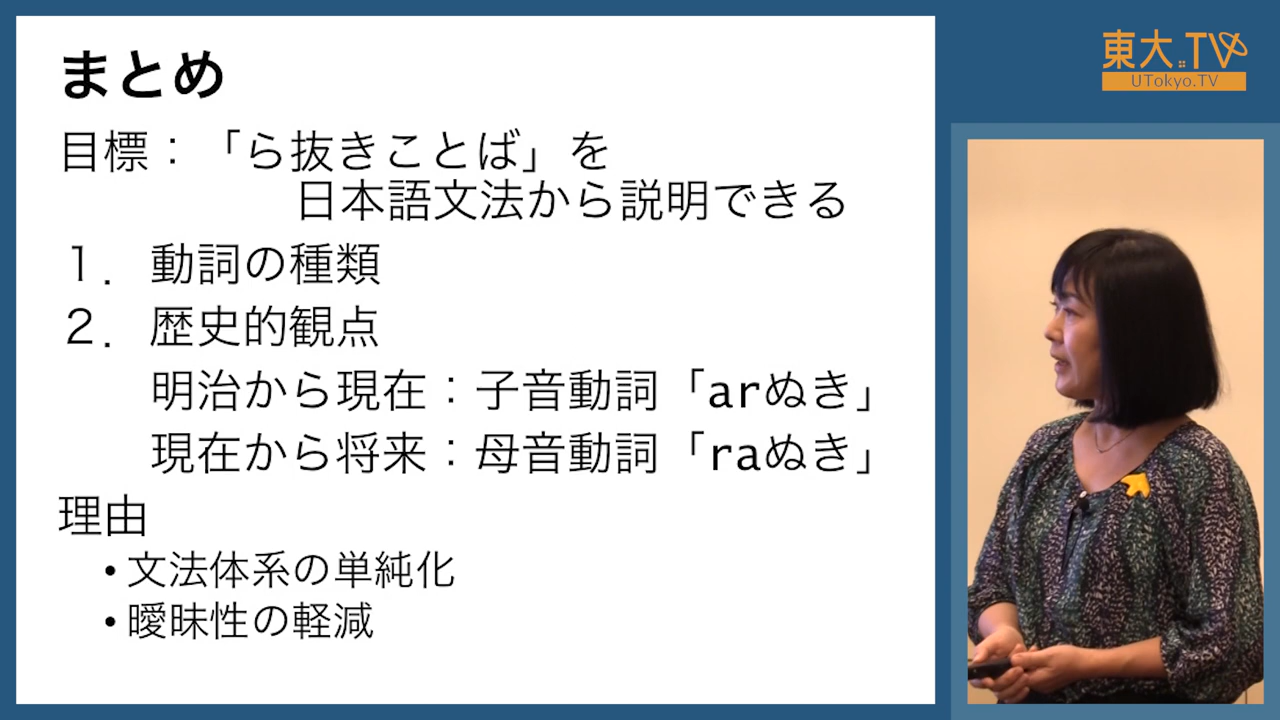 まとめ
目標：「ら抜きことば」を
日本語文法から説明できる
１．動詞の種類
２．歴史的観点
明治から現在：子音動詞「arぬき」
現在から将来：母音動詞「raぬき」
理由
• 文法体系の単純化
• 曖昧性の軽減
東大.TV
UTokyo.TV